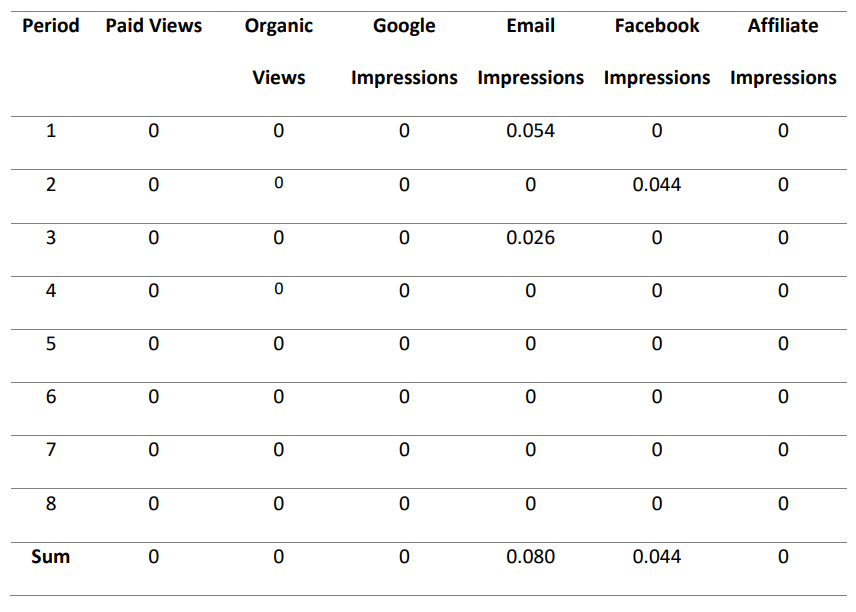 Period Paid Views Organic Google Email Facebook Affiliate
Views Impressions Impressions Impressions Impressions
1 0 0 0 0.054 0 0
2 0 0 0 0 0.044 0
3 0 0 0 0.026 0 0
4 0 0 0 0 0 0
5 0 0 0 0 0 0
6 0 0 0 0 0 0
7 0 0 0 0 0 0
8 0 0 0 0 0 0
Sum 0 0 0 0.080 0.044 0